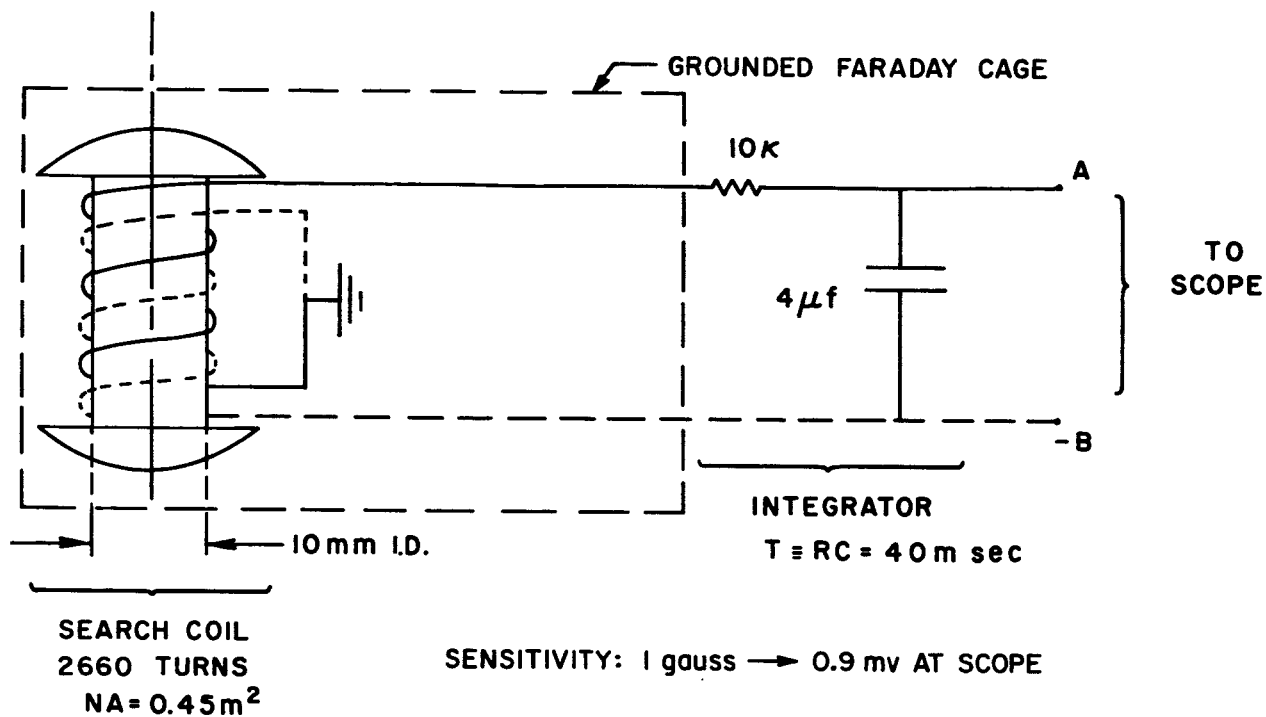 GROUNDED FARADAY CAGE
10K
A
TO
SCOPE
4μf
-B
INTEGRATOR
T ≡ RC = 40 m sec
10mm I.D.
SEARCH COIL
2660 TURNS
NA = 0.45m²
SENSITIVITY: 1 gauss → 0.9 mv AT SCOPE